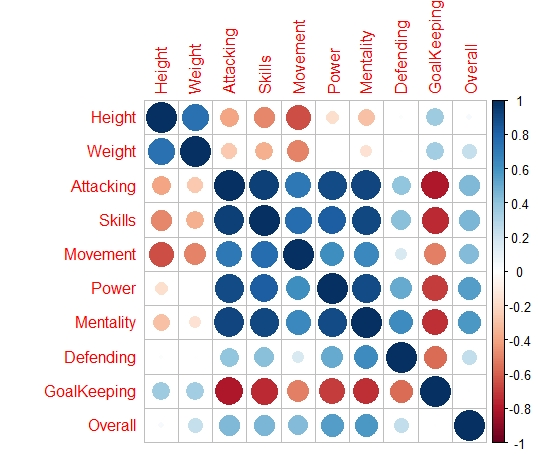 Height
Weight
Attacking
Skills
Movement
Power
Mentality
Defending
GoalKeeping
Overall
Height
Weight
Attacking
Skills
Movement
Power
Mentality
Defending
GoalKeeping
Overall
1
0.8
0.6
0.4
0.2
0
-0.2
-0.4
-0.6
-0.8
-1